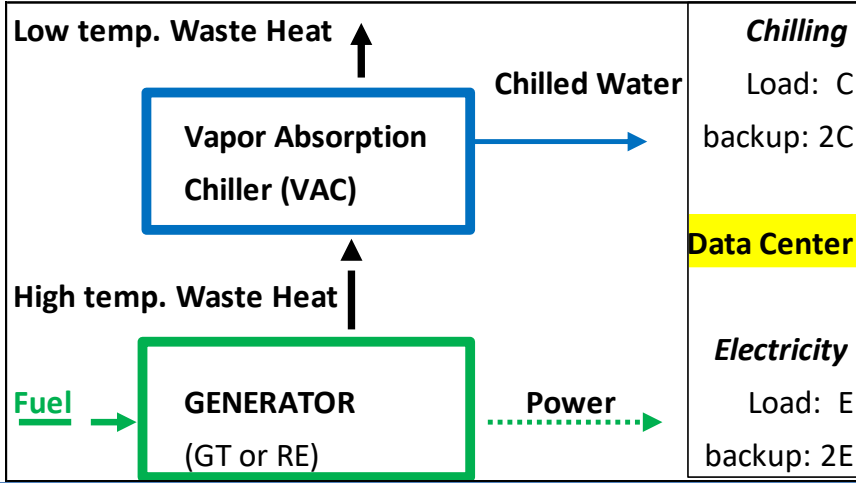 Low temp. Waste Heat
Chilling
Chilled Water
Load: C
Vapor Absorption
backup: 2C
Chiller (VAC)
Data Center
High temp. Waste Heat
Electricity
Fuel
GENERATOR
Power
Load: E
(GT or RE)
backup: 2E